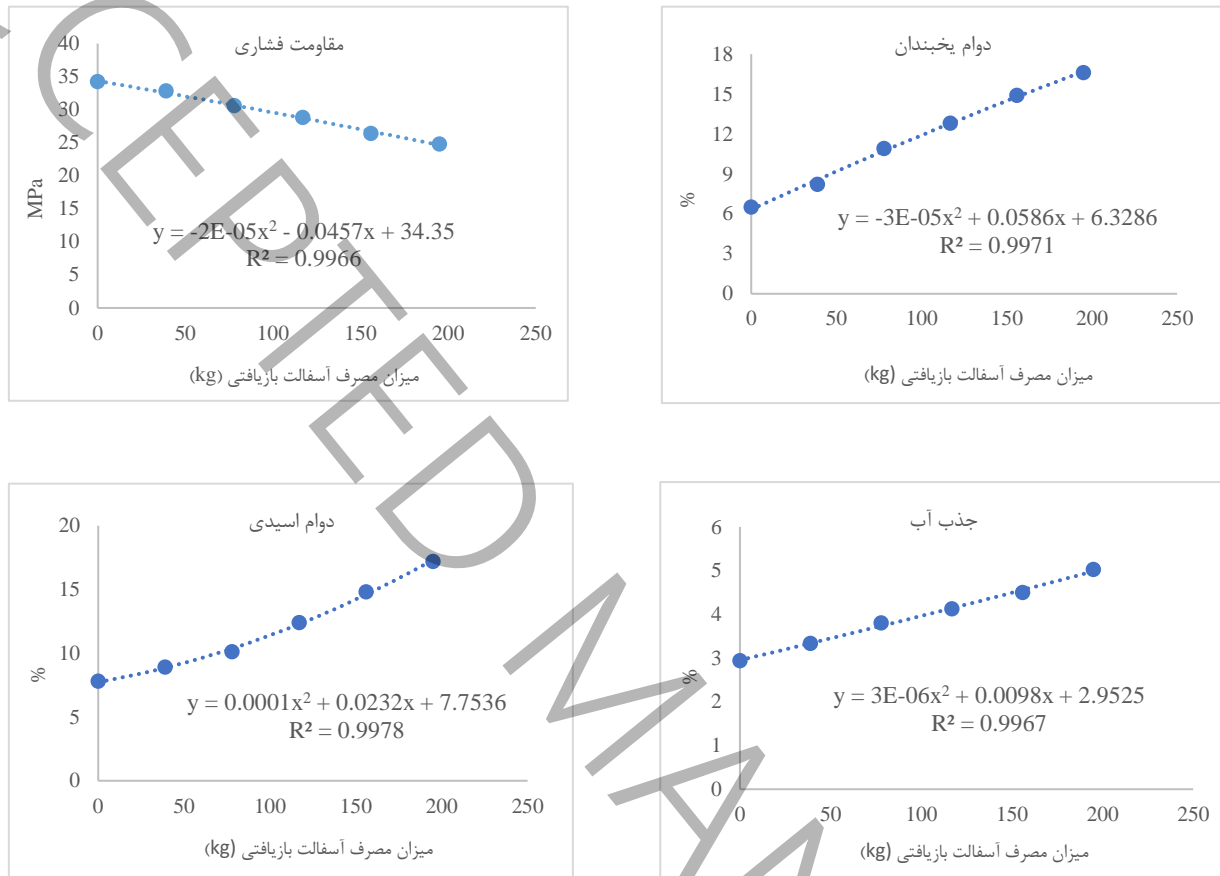 مقاومت فشاری
40
35
30
25
20
15
10
5
0
MPa
y = -2E-05x² - 0.0457x + 34.35
R² = 0.9966
0 50 100 150 200 250
میزان مصرف آسفالت بازیافتی (kg)
دوام یخبندان
18
15
12
9
6
3
0
%
y = -3E-05x² + 0.0586x + 6.3286
R² = 0.9971
0 50 100 150 200 250
میزان مصرف آسفالت بازیافتی (kg)
دوام اسیدی
20
15
10
5
0
%
y = 0.0001x² + 0.0232x + 7.7536
R² = 0.9978
0 50 100 150 200 250
میزان مصرف آسفالت بازیافتی (kg)
جذب آب
6
5
4
3
2
1
0
%
y = 3E-06x² + 0.0098x + 2.9525
R² = 0.9967
0 50 100 150 200 250
میزان مصرف آسفالت بازیافتی (kg)
CEPTED MA